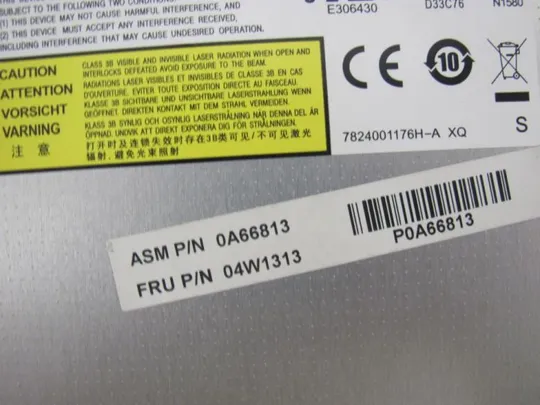 SUBJECT TO THE FOLLOWING TWO CONDITIONS:
(1) THIS DEVICE MAY NOT CAUSE HARMFUL INTERFERENCE, AND
(2) THIS DEVICE MUST ACCEPT ANY INTERFERENCE RECEIVED,
INCLUDING INTERFERENCE THAT MAY CAUSE UNDESIRED OPERATION.
E306430
D33C76
N1580
CAUTION
CLASS 3B VISIBLE AND INVISIBLE LASER RADIATION WHEN OPEN AND
INTERLOCKS DEFEATED AVOID EXPOSURE TO THE BEAM.
ATTENTION
RADIATIONS LASER VISIBLES ET INVISIBLES DE CLASSE 3B EN CAS
D'OUVERTURE. EVITER TOUTE EXPOSITION DIRECTE AU FAISCEAU.
VORSICHT
KLASSE 3B SICHTBARE UND UNSICHTBARE LASERSTRAHLUNG WENN
GEÖFFNET DIREKTEN KONTAKT MIT DEM STRAHL VERMEIDEN.
VARNING
KLASS 3B SYNLIG OCH OSYNLIG LASERSTRÅLNING NÄR DENNA DEL ÄR
ÖPPNAD. UNDVIK ATT DIREKT EXPONERA DIG FÖR STRÅLNINGEN.
注 意
打开时及连锁失效时存在3B类可见/不可见激光
辐射, 避免光束照射
CE
10
7824001176H-A XQ
S
ASM P/N 0A66813
FRU P/N 04W1313
P0A66813